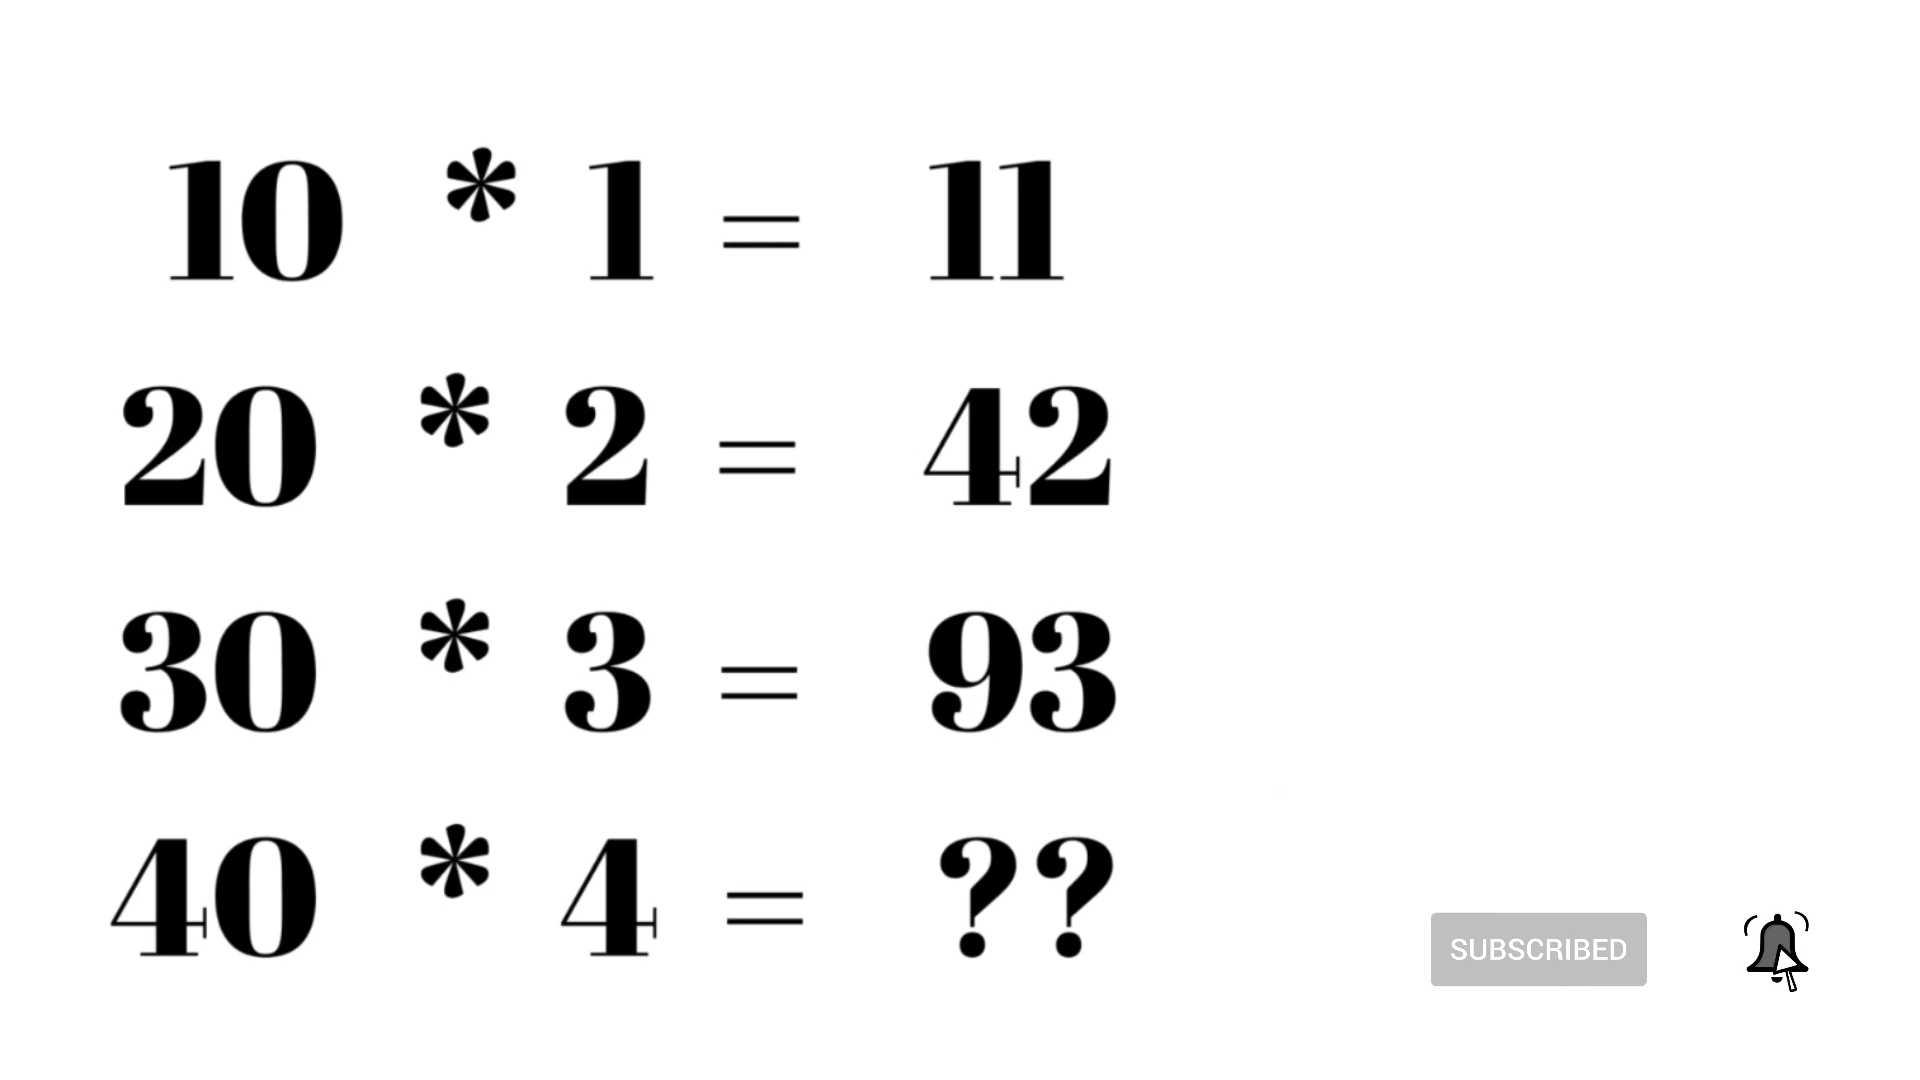 10 * 1 = 11
20 * 2 = 42
30 * 3 = 93
40 * 4 = ??
SUBSCRIBED